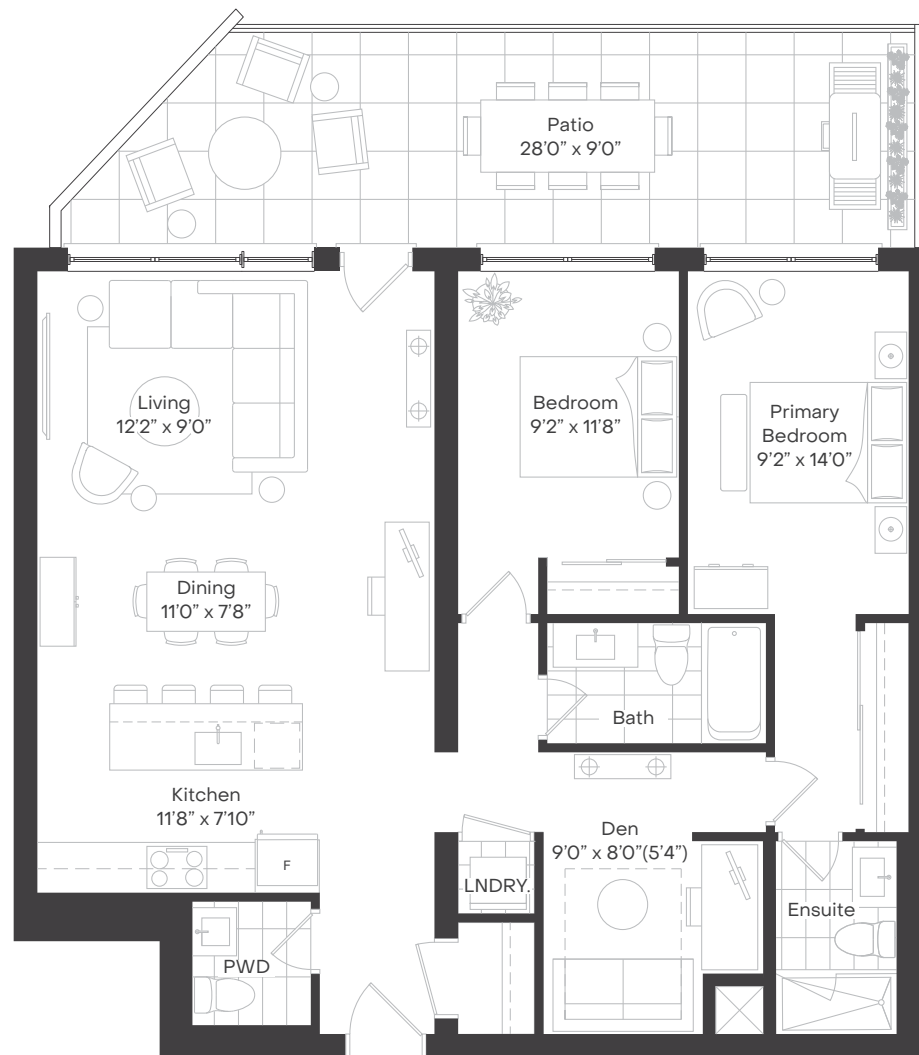 Patio
28’0” x 9’0”
Living
12’2” x 9’0”
Bedroom
9’2” x 11’8”
Primary
Bedroom
9’2” x 14’0”
Dining
11’0” x 7’8”
Bath
Kitchen
11’8” x 7’10”
F
Den
9’0” x 8’0”(5’4”)
LNDRY.
Ensuite
PWD